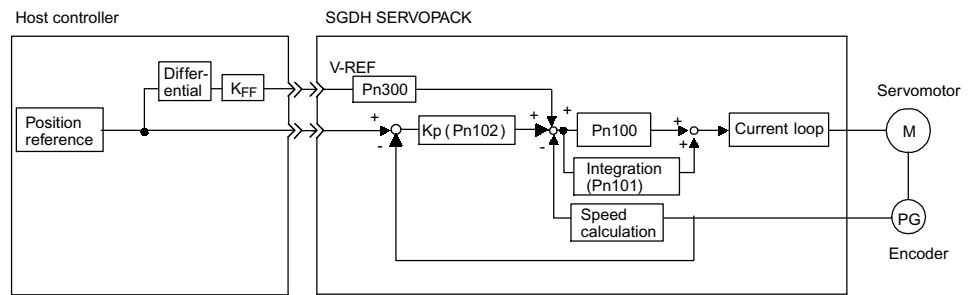 Host controller
SGDH SERVOPACK
Differ-
ential
KFF
V-REF
Pn300
Position
reference
+
-
Kp ( Pn102 )
+
+
-
Pn100
+
+
Integration
(Pn101)
Current loop
Servomotor
M
Speed
calculation
PG
Encoder